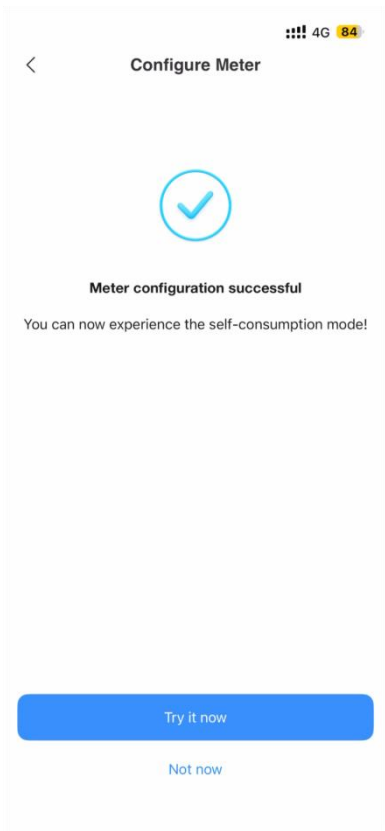 4G 84
Configure Meter
Meter configuration successful
You can now experience the self-consumption mode!
Try it now
Not now